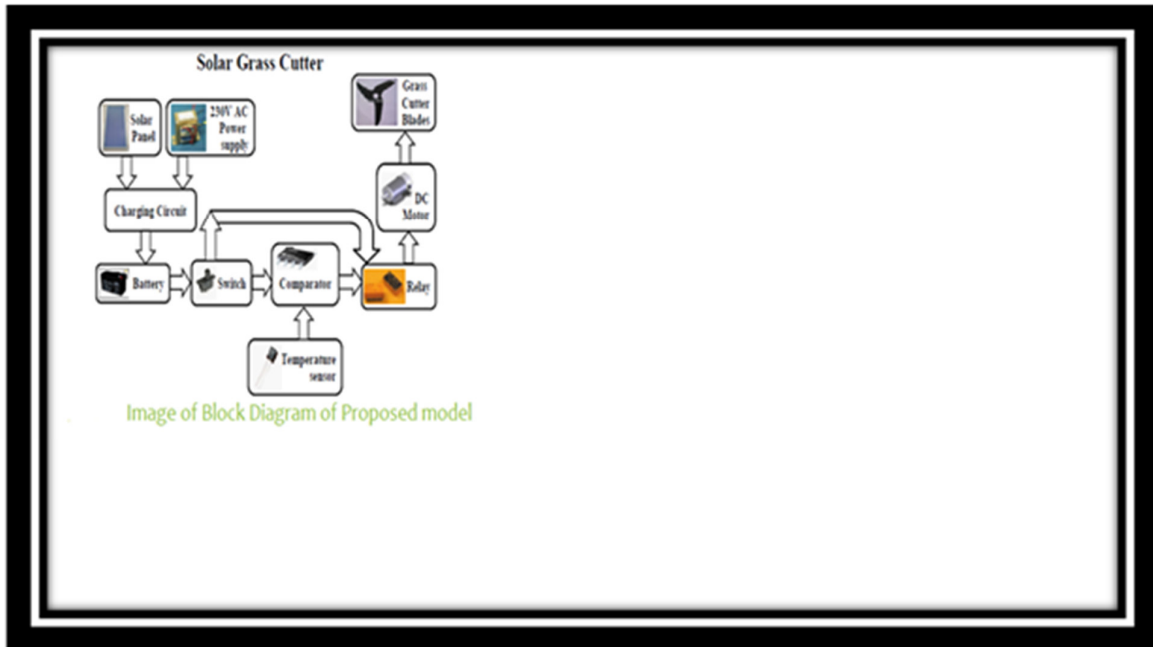 Solar Grass Cutter
Grass
Cutter
Blades
Solar
Panel
230V AC
Power
supply
DC
Motor
Charging Circuit
Battery
Switch
Comparator
Relay
Temperature
sensor
Image of Block Diagram of Proposed model